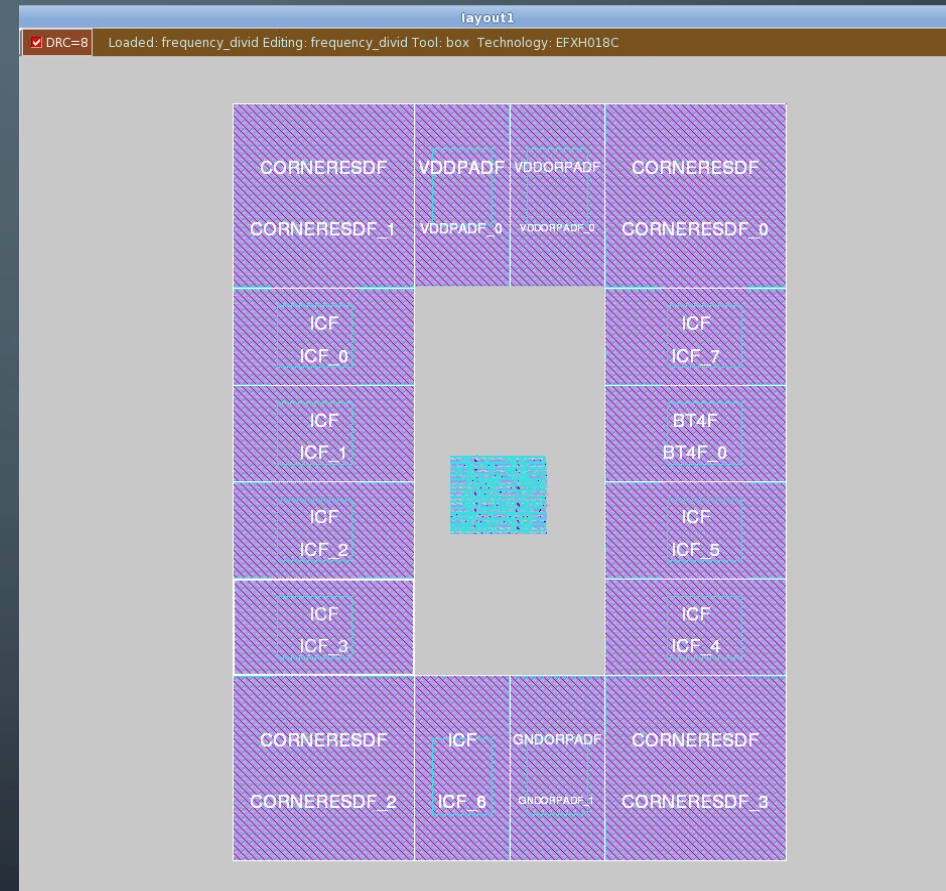 layout1
DRC=8 Loaded: frequency_divid Editing: frequency_divid Tool: box Technology: EFXH018C
CORNERESDF VDDPADF VDDORPADF CORNERESDF
CORNERESDF_1 VDDPADF_0 VDDORPADF_0 CORNERESDF_0
ICF ICF
ICF_0 ICF_7
ICF BT4F
ICF_1 BT4F_0
ICF ICF
ICF_2 ICF_5
ICF ICF
ICF_3 ICF_4
CORNERESDF ICF GNDORPADF CORNERESDF
CORNERESDF_2 ICF_6 GNDORPADF_1 CORNERESDF_3